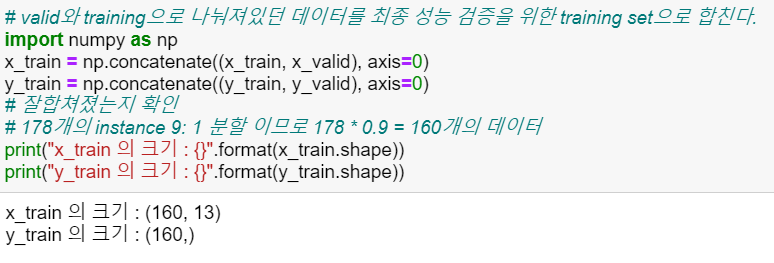 # valid와 training으로 나눠져있던 데이터를 최종 성능 검증을 위한 training set으로 합친다.
import numpy as np
x_train = np.concatenate((x_train, x_valid), axis=0)
y_train = np.concatenate((y_train, y_valid), axis=0)
# 잘합쳐졌는지 확인
# 178개의 instance 9: 1 분할 이므로 178 * 0.9 = 160개의 데이터
print("x_train 의 크기 : {}".format(x_train.shape))
print("y_train 의 크기 : {}".format(y_train.shape))
x_train 의 크기 : (160, 13)
y_train 의 크기 : (160,)